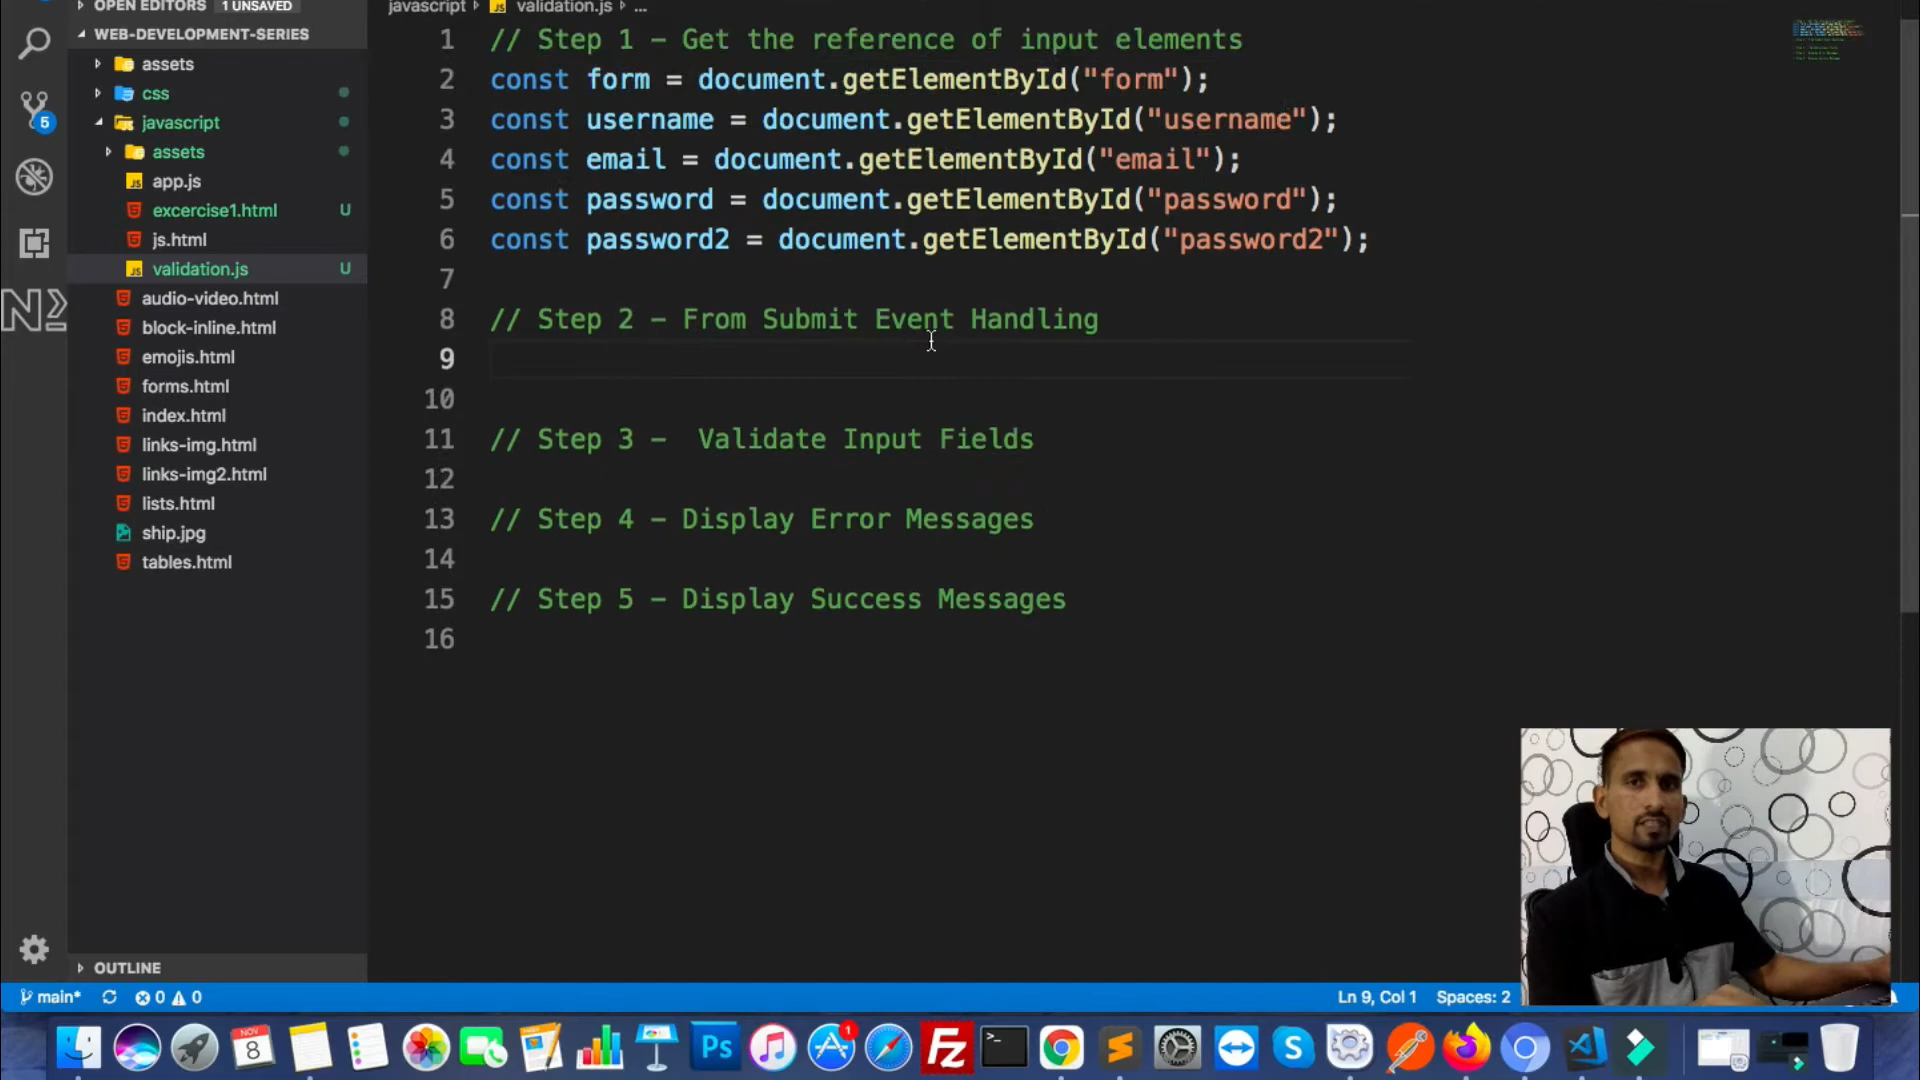 OPEN EDITORS 1 UNSAVED
WEB-DEVELOPMENT-SERIES
assets
css
javascript
assets
app.js
excercise1.html U
js.html
validation.js U
audio-video.html
block-inline.html
emojis.html
forms.html
index.html
links-img.html
links-img2.html
lists.html
ship.jpg
tables.html
OUTLINE
5
javascript validation.js ...
1 // Step 1 - Get the reference of input elements
2 const form = document.getElementById("form");
3 const username = document.getElementById("username");
4 const email = document.getElementById("email");
5 const password = document.getElementById("password");
6 const password2 = document.getElementById("password2");
7
8 // Step 2 - From Submit Event Handling
9
10
11 // Step 3 -  Validate Input Fields
12
13 // Step 4 - Display Error Messages
14
15 // Step 5 - Display Success Messages
16
main* 0 0 Ln 9, Col 1 Spaces: 2
NOV
8
Ps
1
Fz
>_
S